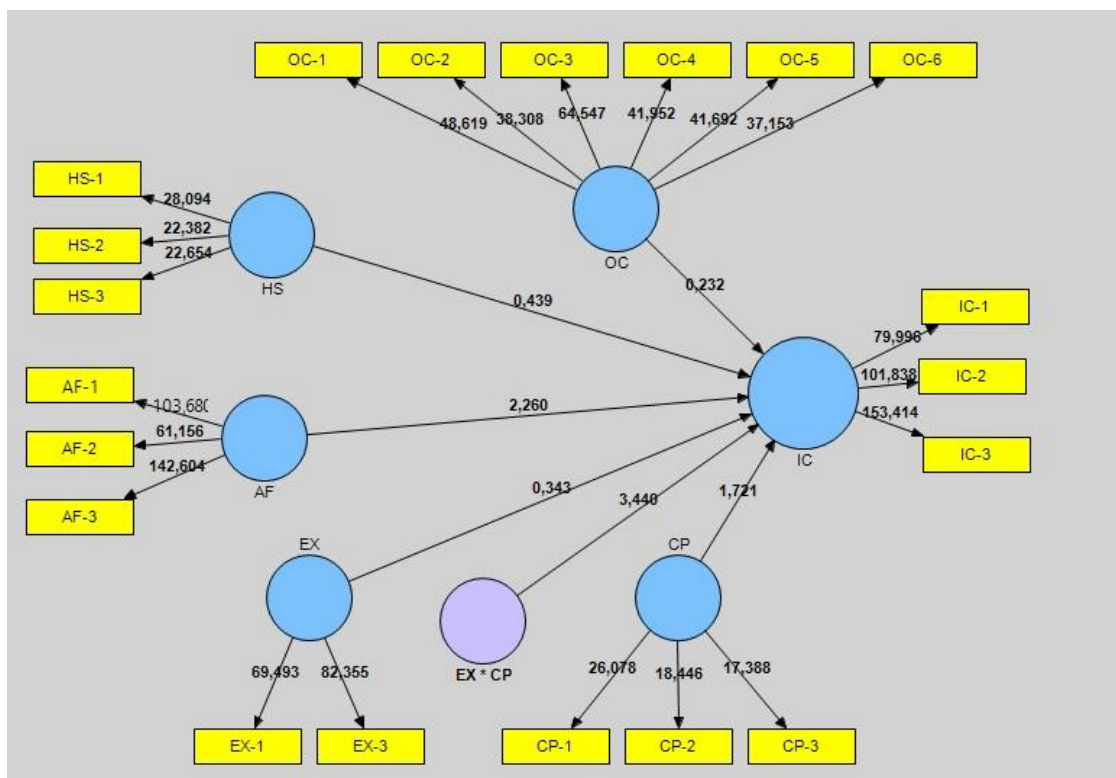 OC-1
OC-2
OC-3
OC-4
OC-5
OC-6
48,619
38,308
64,547
41,952
41,692
37,153
OC
0,232
HS-1
HS-2
HS-3
28,094
22,382
22,654
HS
0,439
AF-1
AF-2
AF-3
103,680
61,156
142,604
AF
2,260
IC-1
IC-2
IC-3
79,996
101,838
153,414
IC
EX
0,343
69,493
82,355
EX-1
EX-3
EX * CP
3,440
CP
1,721
26,078
18,446
17,388
CP-1
CP-2
CP-3